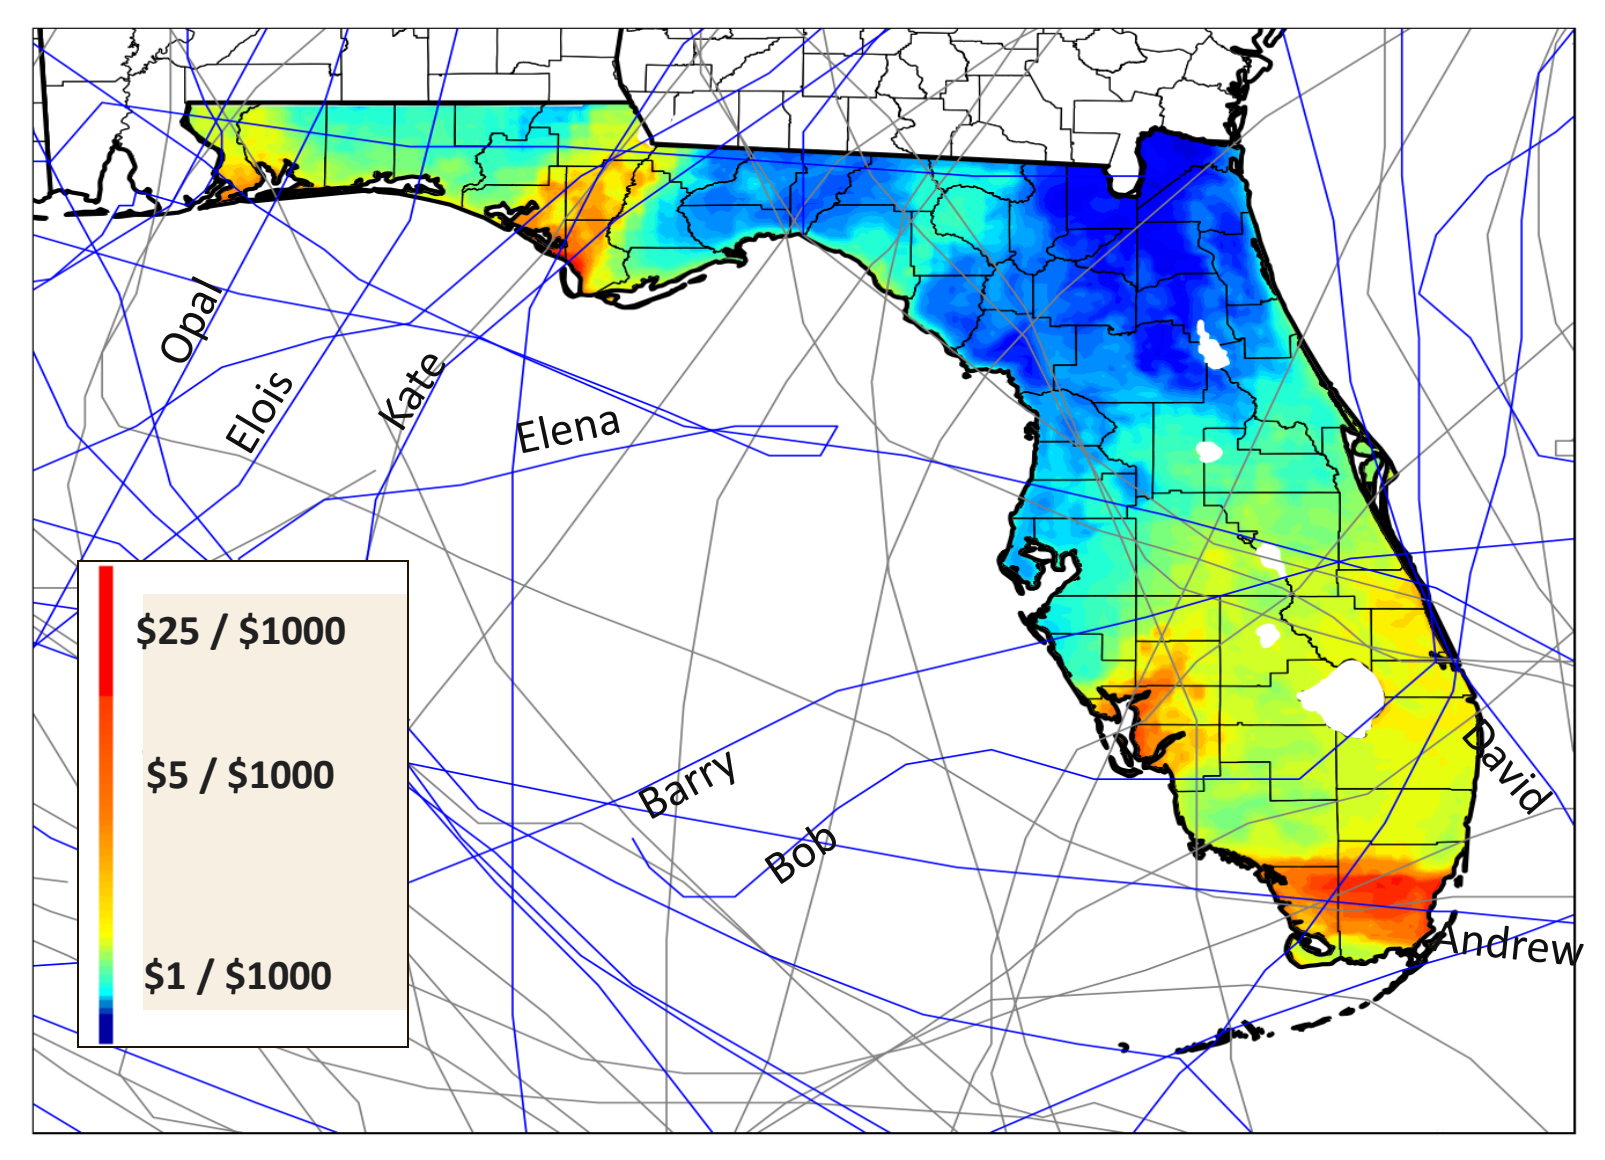 Opal
Elois
Kate
Elena
$25 / $1000
$5 / $1000
$1 / $1000
Barry
Bob
David
Andrew